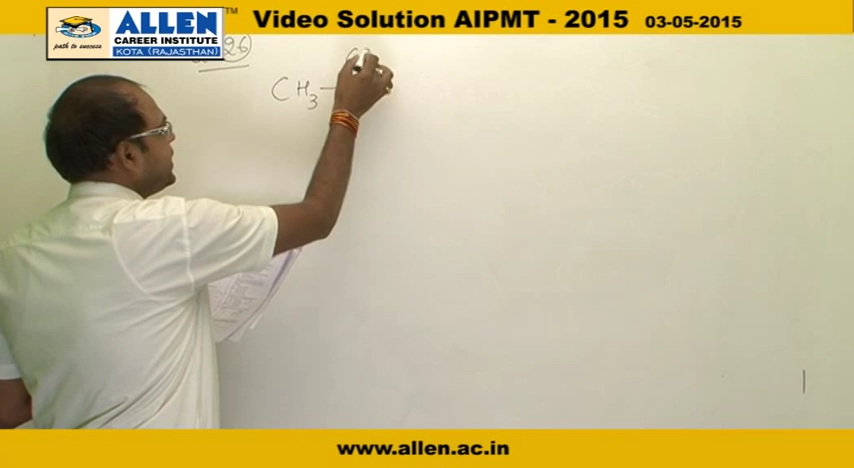 ™ Video Solution AIPMT - 2015 03-05-2015
ALLEN
CAREER INSTITUTE
KOTA (RAJASTHAN)
path to success
26
CH3 –
www.allen.ac.in